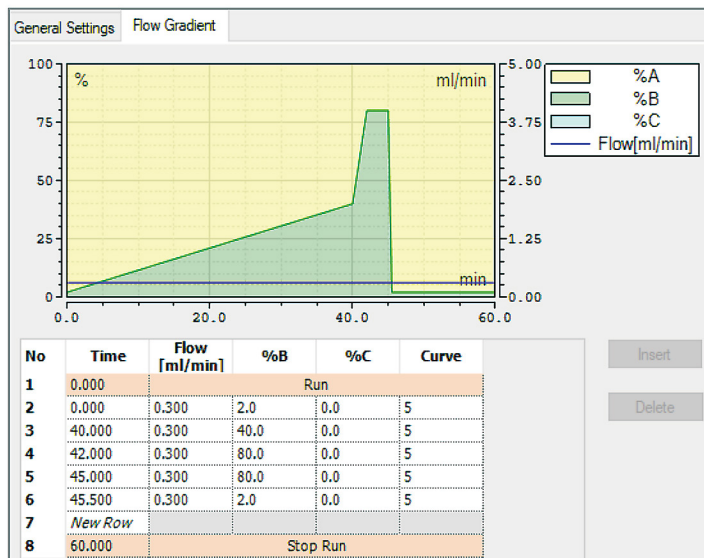 General Settings Flow Gradient
100 % ml/min 5.00 %A
%B
75 3.75 %C
Flow[ml/min]
50 2.50
25 1.25
min
0 0.00
0.0 20.0 40.0 60.0
No Time Flow [ml/min] %B %C Curve Insert
1 0.000 Run
2 0.000 0.300 2.0 0.0 5 Delete
3 40.000 0.300 40.0 0.0 5
4 42.000 0.300 80.0 0.0 5
5 45.000 0.300 80.0 0.0 5
6 45.500 0.300 2.0 0.0 5
7 New Row
8 60.000 Stop Run